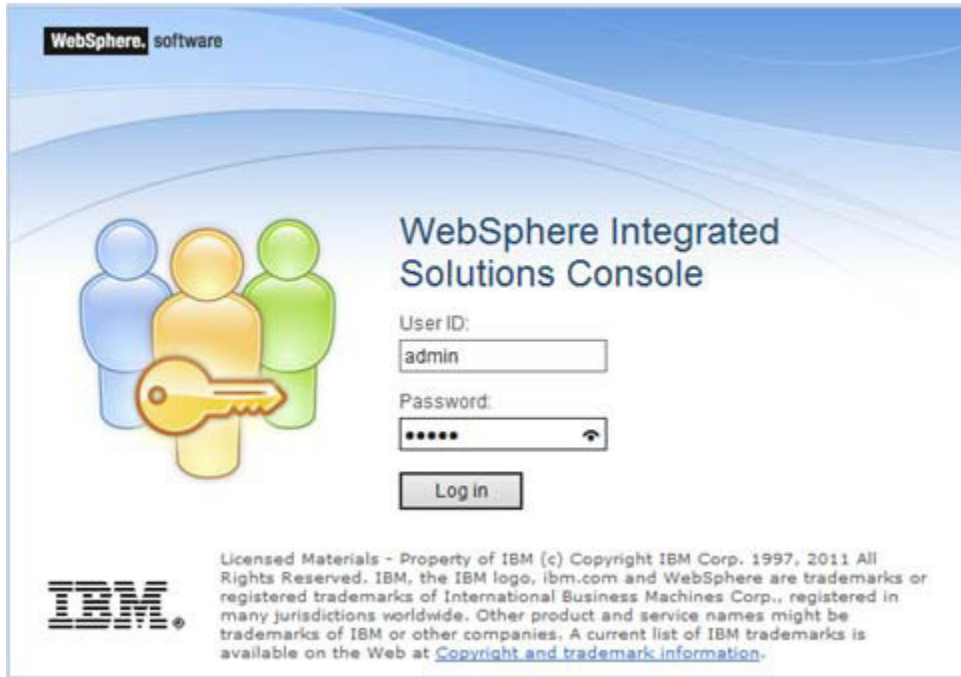 WebSphere. software
WebSphere Integrated
Solutions Console
User ID:
admin
Password:
•••••
Log in
IBM.
Licensed Materials - Property of IBM (c) Copyright IBM Corp. 1997, 2011 All
Rights Reserved. IBM, the IBM logo, ibm.com and WebSphere are trademarks or
registered trademarks of International Business Machines Corp., registered in
many jurisdictions worldwide. Other product and service names might be
trademarks of IBM or other companies. A current list of IBM trademarks is
available on the Web at Copyright and trademark information.